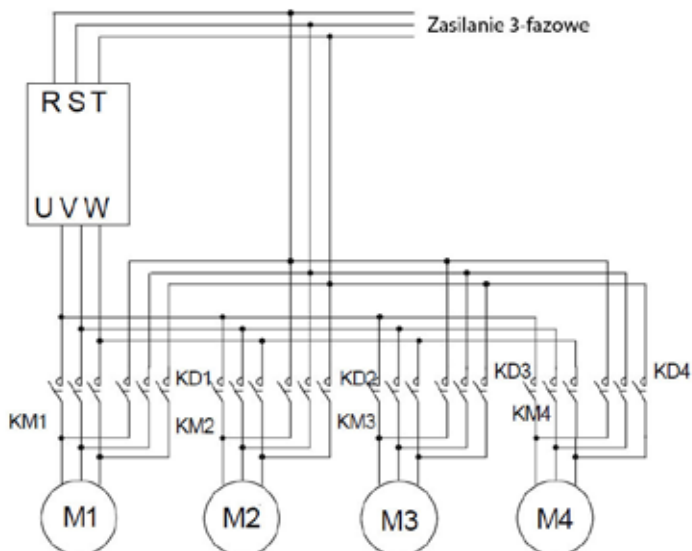 Zasilanie 3-fazowe
R S T
U V W
KD1
KD2
KD3
KD4
KM1
KM2
KM3
KM4
M1
M2
M3
M4